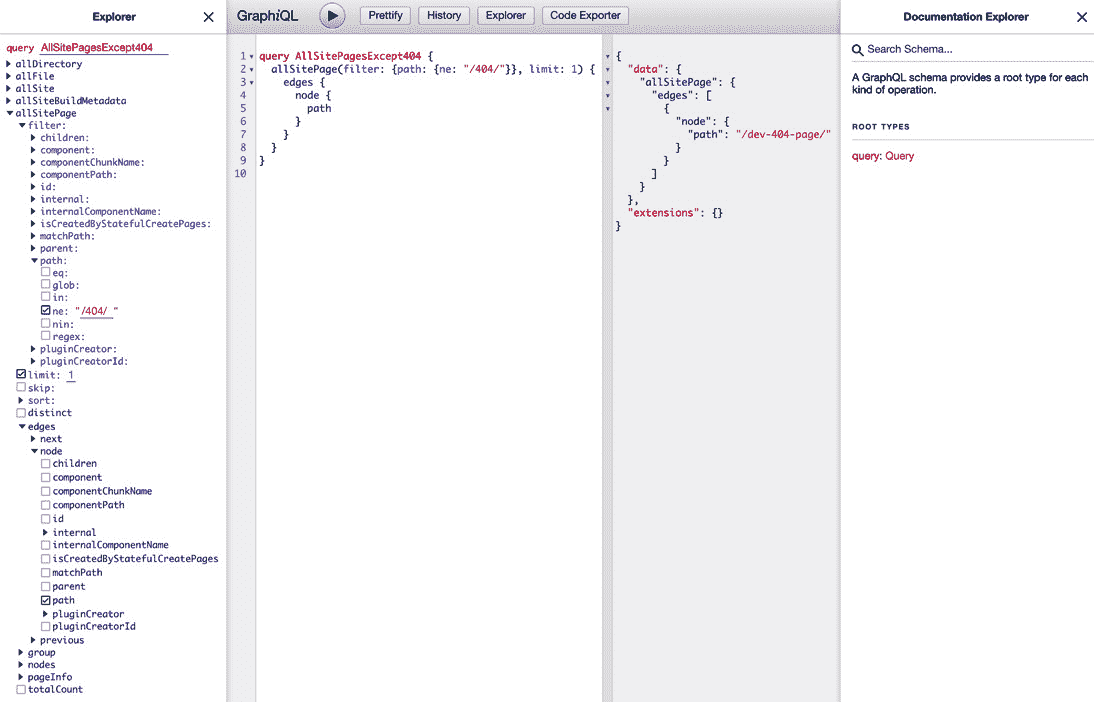 Explorer
query AllSitePagesExcept404
allDirectory
allFile
allSite
allSiteBuildMetadata
allSitePage
filter:
children:
component:
componentChunkName:
componentPath:
id:
internal:
internalComponentName:
isCreatedByStatefulCreatePages:
matchPath:
parent:
path:
eq:
glob:
in:
ne: "/404/ "
nin:
regex:
pluginCreator:
pluginCreatorId:
limit: 1
skip:
sort:
distinct
edges
next
node
children
component
componentChunkName
componentPath
id
internal
internalComponentName
isCreatedByStatefulCreatePages
matchPath
parent
path
pluginCreator
pluginCreatorId
previous
group
nodes
pageInfo
totalCount
GraphiQL Prettify History Explorer Code Exporter
1 query AllSitePagesExcept404 {
2 allSitePage(filter: {path: {ne: "/404/"}}, limit: 1) {
3 edges {
4 node {
5 path
6 }
7 }
8 }
9 }
10
{
"data": {
"allSitePage": {
"edges": [
{
"node": {
"path": "/dev-404-page/"
}
}
]
}
},
"extensions": {}
}
Documentation Explorer
Search Schema...
A GraphQL schema provides a root type for each
kind of operation.
ROOT TYPES
query: Query